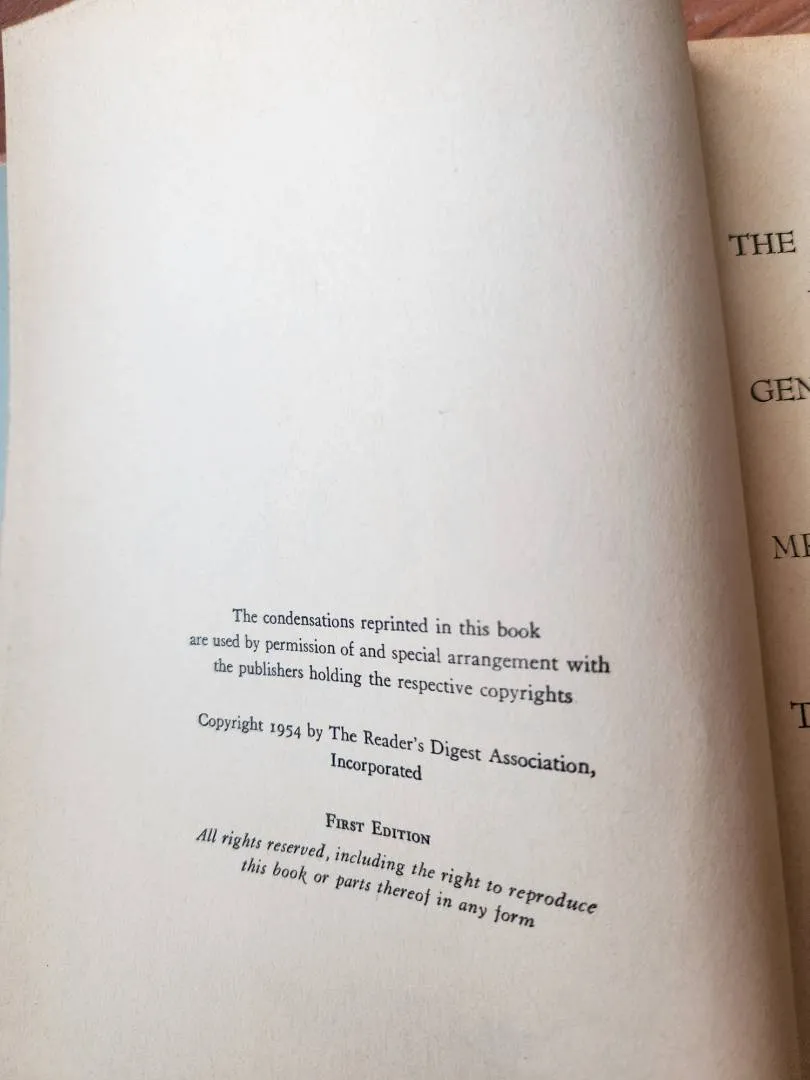 The condensations reprinted in this book
are used by permission of and special arrangement with
the publishers holding the respective copyrights
Copyright 1954 by The Reader's Digest Association,
Incorporated
First Edition
All rights reserved, including the right to reproduce
this book or parts thereof in any form
THE
GEN